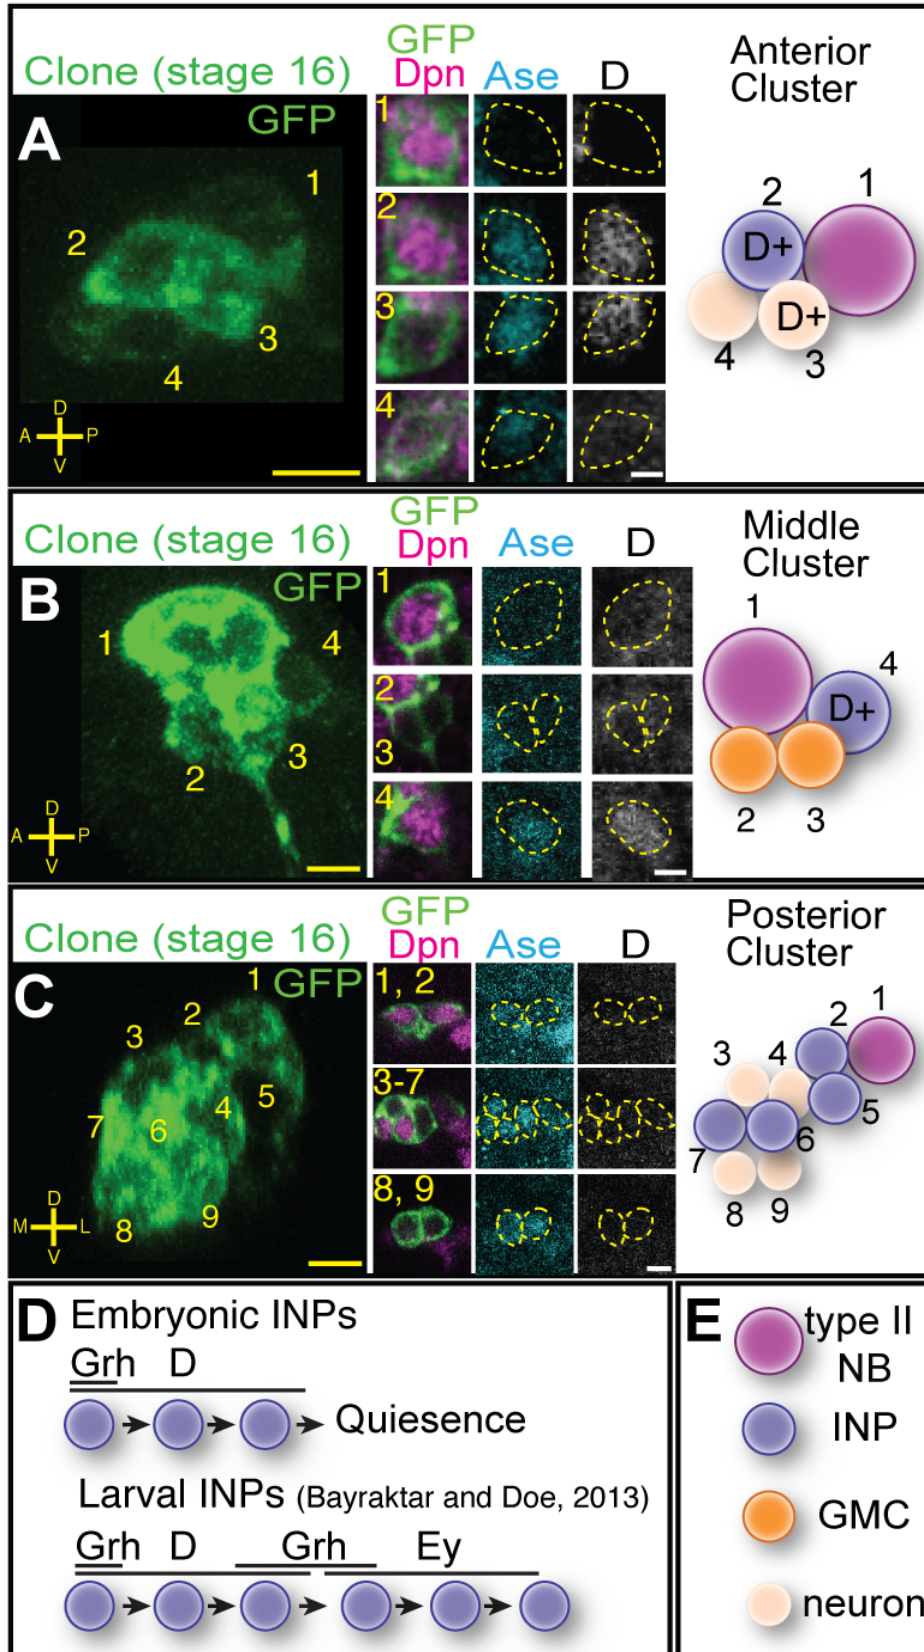 Clone (stage 16)
GFP
Dpn
Ase
D
Anterior
Cluster
A
GFP
1
2
3
4
D
A
P
V
1
2
3
4
2
1
D+
D+
4
3
Clone (stage 16)
GFP
Dpn
Ase
D
Middle
Cluster
B
GFP
1
4
2
3
D
A
P
V
1
2
3
4
1
4
D+
2
3
Clone (stage 16)
GFP
Dpn
Ase
D
Posterior
Cluster
C
GFP
1
2
3
4
5
6
7
8
9
D
M
L
V
1, 2
3-7
8, 9
1
2
3
4
5
6
7
8
9
D
Embryonic INPs
Grh D
Quiesence
Larval INPs (Bayraktar and Doe, 2013)
Grh D Grh Ey
E
type II
NB
INP
GMC
neuron